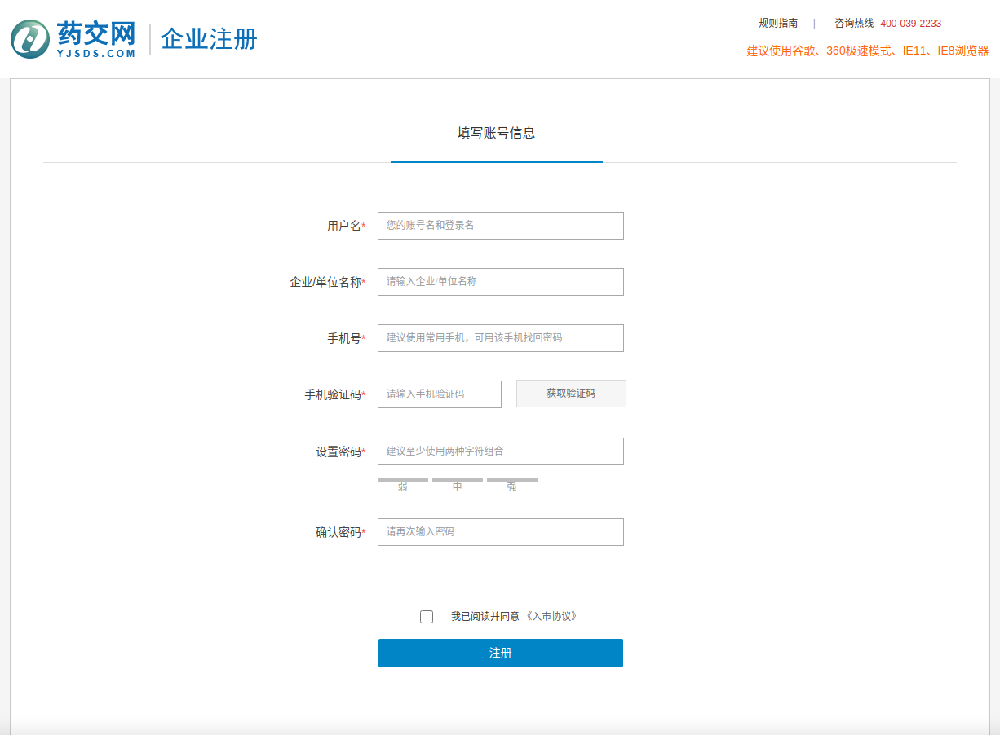 药交网
YJSDS.COM
企业注册
规则指南 | 咨询热线 400-039-2233
建议使用谷歌、360极速模式、IE11、IE8浏览器
填写账号信息
用户名* 您的账号名和登录名
企业/单位名称* 请输入企业/单位名称
手机号* 建议使用常用手机，可用该手机找回密码
手机验证码* 请输入手机验证码 获取验证码
设置密码* 建议至少使用两种字符组合
弱 中 强
确认密码* 请再次输入密码
我已阅读并同意 《入市协议》
注册